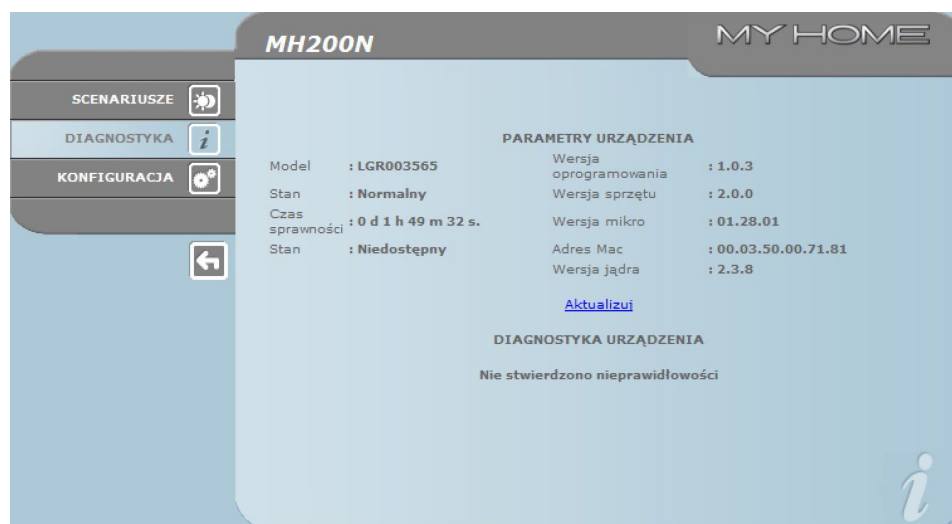 MH200N
MY HOME
SCENARIUSZE
DIAGNOSTYKA
KONFIGURACJA
PARAMETRY URZĄDZENIA
Model : LGR003565
Wersja oprogramowania : 1.0.3
Stan : Normalny
Wersja sprzętu : 2.0.0
Czas sprawności : 0 d 1 h 49 m 32 s.
Wersja mikro : 01.28.01
Stan : Niedostępny
Adres Mac : 00.03.50.00.71.81
Wersja jądra : 2.3.8
Aktualizuj
DIAGNOSTYKA URZĄDZENIA
Nie stwierdzono nieprawidłowości